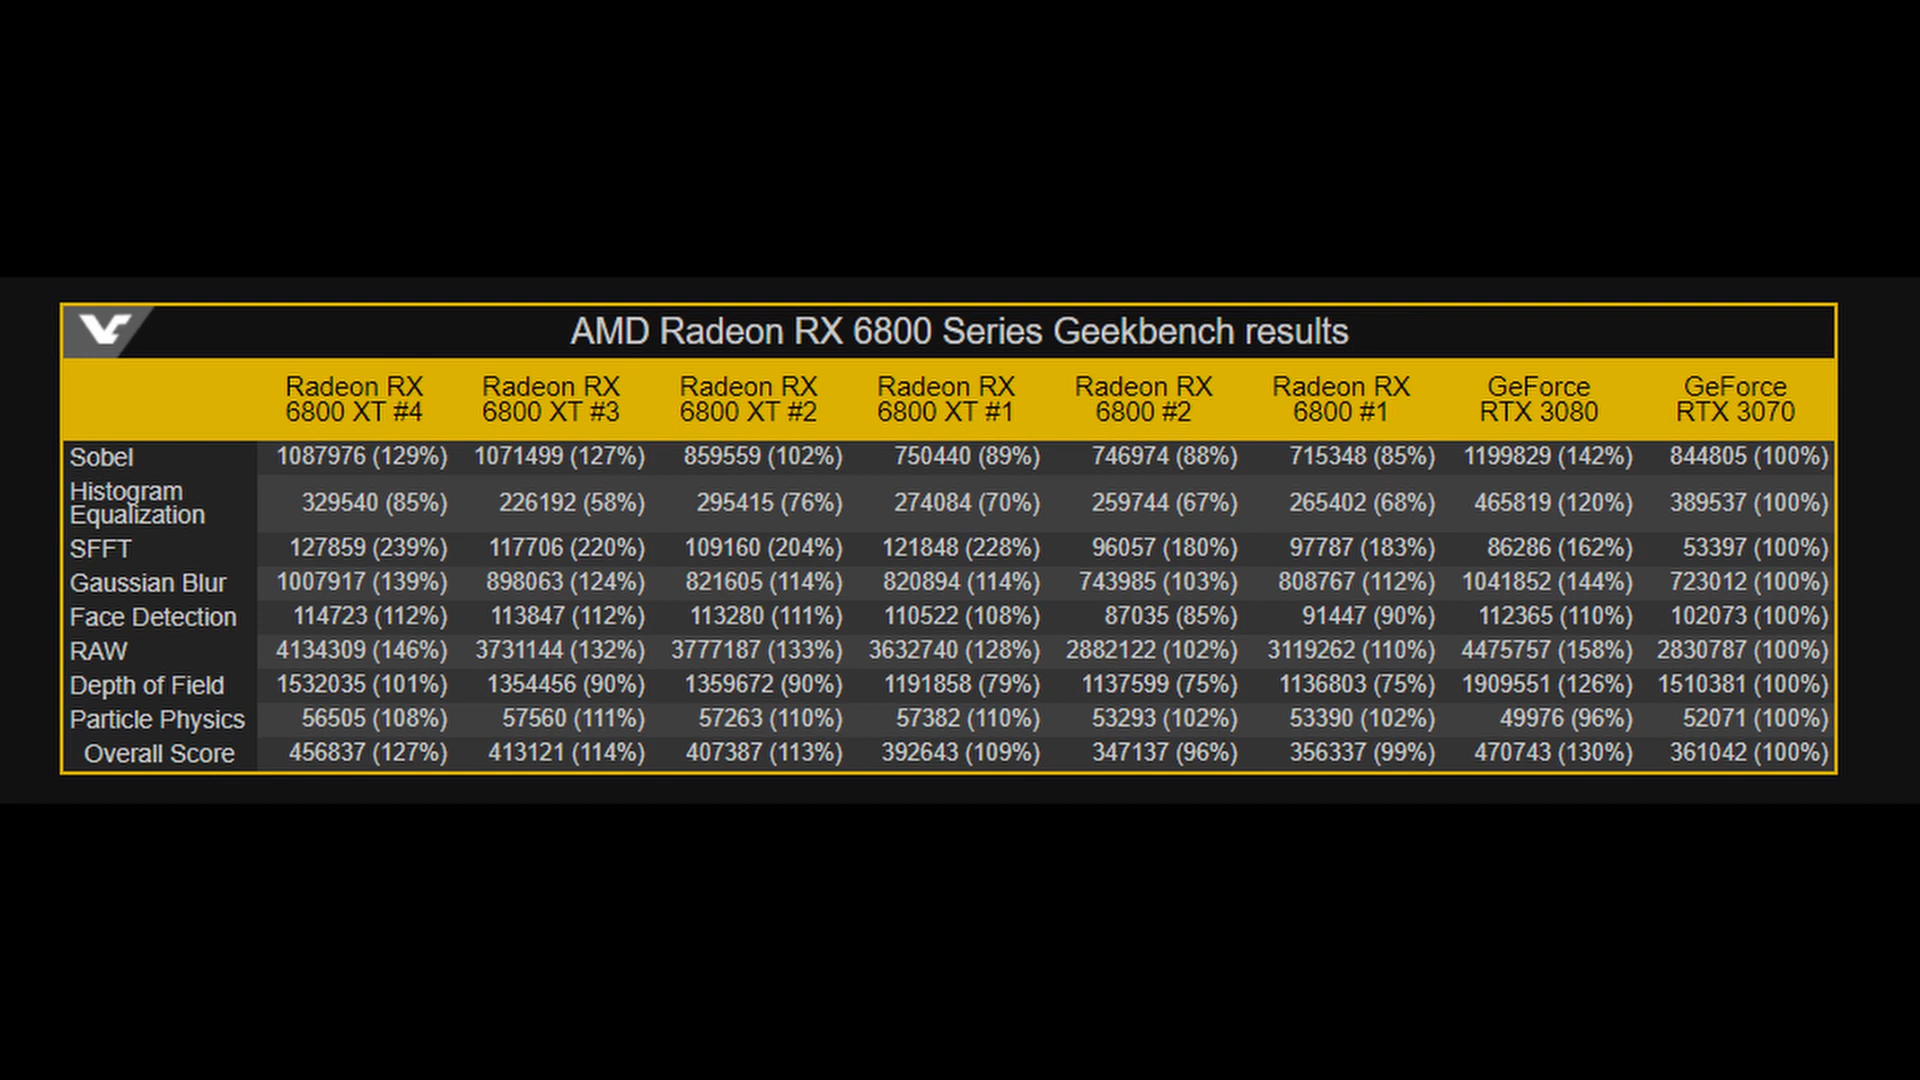 AMD Radeon RX 6800 Series Geekbench results
Radeon RX 6800 XT #4 Radeon RX 6800 XT #3 Radeon RX 6800 XT #2 Radeon RX 6800 XT #1 Radeon RX 6800 #2 Radeon RX 6800 #1 GeForce RTX 3080 GeForce RTX 3070
Sobel 1087976 (129%) 1071499 (127%) 859559 (102%) 750440 (89%) 746974 (88%) 715348 (85%) 1199829 (142%) 844805 (100%)
Histogram Equalization 329540 (85%) 226192 (58%) 295415 (76%) 274084 (70%) 259744 (67%) 265402 (68%) 465819 (120%) 389537 (100%)
SFFT 127859 (239%) 117706 (220%) 109160 (204%) 121848 (228%) 96057 (180%) 97787 (183%) 86286 (162%) 53397 (100%)
Gaussian Blur 1007917 (139%) 898063 (124%) 821605 (114%) 820894 (114%) 743985 (103%) 808767 (112%) 1041852 (144%) 723012 (100%)
Face Detection 114723 (112%) 113847 (112%) 113280 (111%) 110522 (108%) 87035 (85%) 91447 (90%) 112365 (110%) 102073 (100%)
RAW 4134309 (146%) 3731144 (132%) 3777187 (133%) 3632740 (128%) 2882122 (102%) 3119262 (110%) 4475757 (158%) 2830787 (100%)
Depth of Field 1532035 (101%) 1354456 (90%) 1359672 (90%) 1191858 (79%) 1137599 (75%) 1136803 (75%) 1909551 (126%) 1510381 (100%)
Particle Physics 56505 (108%) 57560 (111%) 57263 (110%) 57382 (110%) 53293 (102%) 53390 (102%) 49976 (96%) 52071 (100%)
Overall Score 456837 (127%) 413121 (114%) 407387 (113%) 392643 (109%) 347137 (96%) 356337 (99%) 470743 (130%) 361042 (100%)